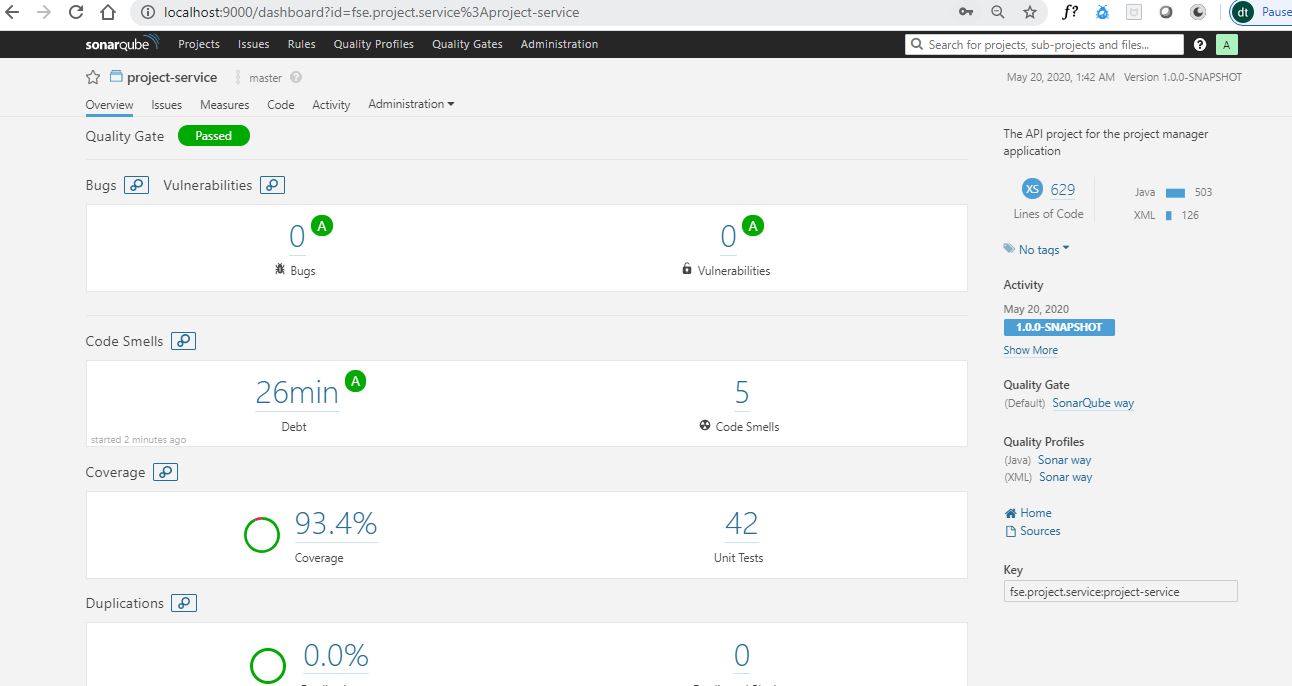 localhost:9000/dashboard?id=fse.project.service%3Aproject-service
f?
dt
Pause
sonarqube
Projects Issues Rules Quality Profiles Quality Gates Administration
Search for projects, sub-projects and files...
?
A
project-service
master
?
May 20, 2020, 1:42 AM Version 1.0.0-SNAPSHOT
Overview Issues Measures Code Activity Administration
Quality Gate Passed
Bugs Vulnerabilities
0 A
Bugs
0 A
Vulnerabilities
Code Smells
26min A
Debt
started 2 minutes ago
5
Code Smells
Coverage
93.4%
Coverage
42
Unit Tests
Duplications
0.0%
0
The API project for the project manager
application
XS 629
Lines of Code
Java 503
XML 126
No tags
Activity
May 20, 2020
1.0.0-SNAPSHOT
Show More
Quality Gate
(Default) SonarQube way
Quality Profiles
(Java) Sonar way
(XML) Sonar way
Home
Sources
Key
fse.project.service:project-service